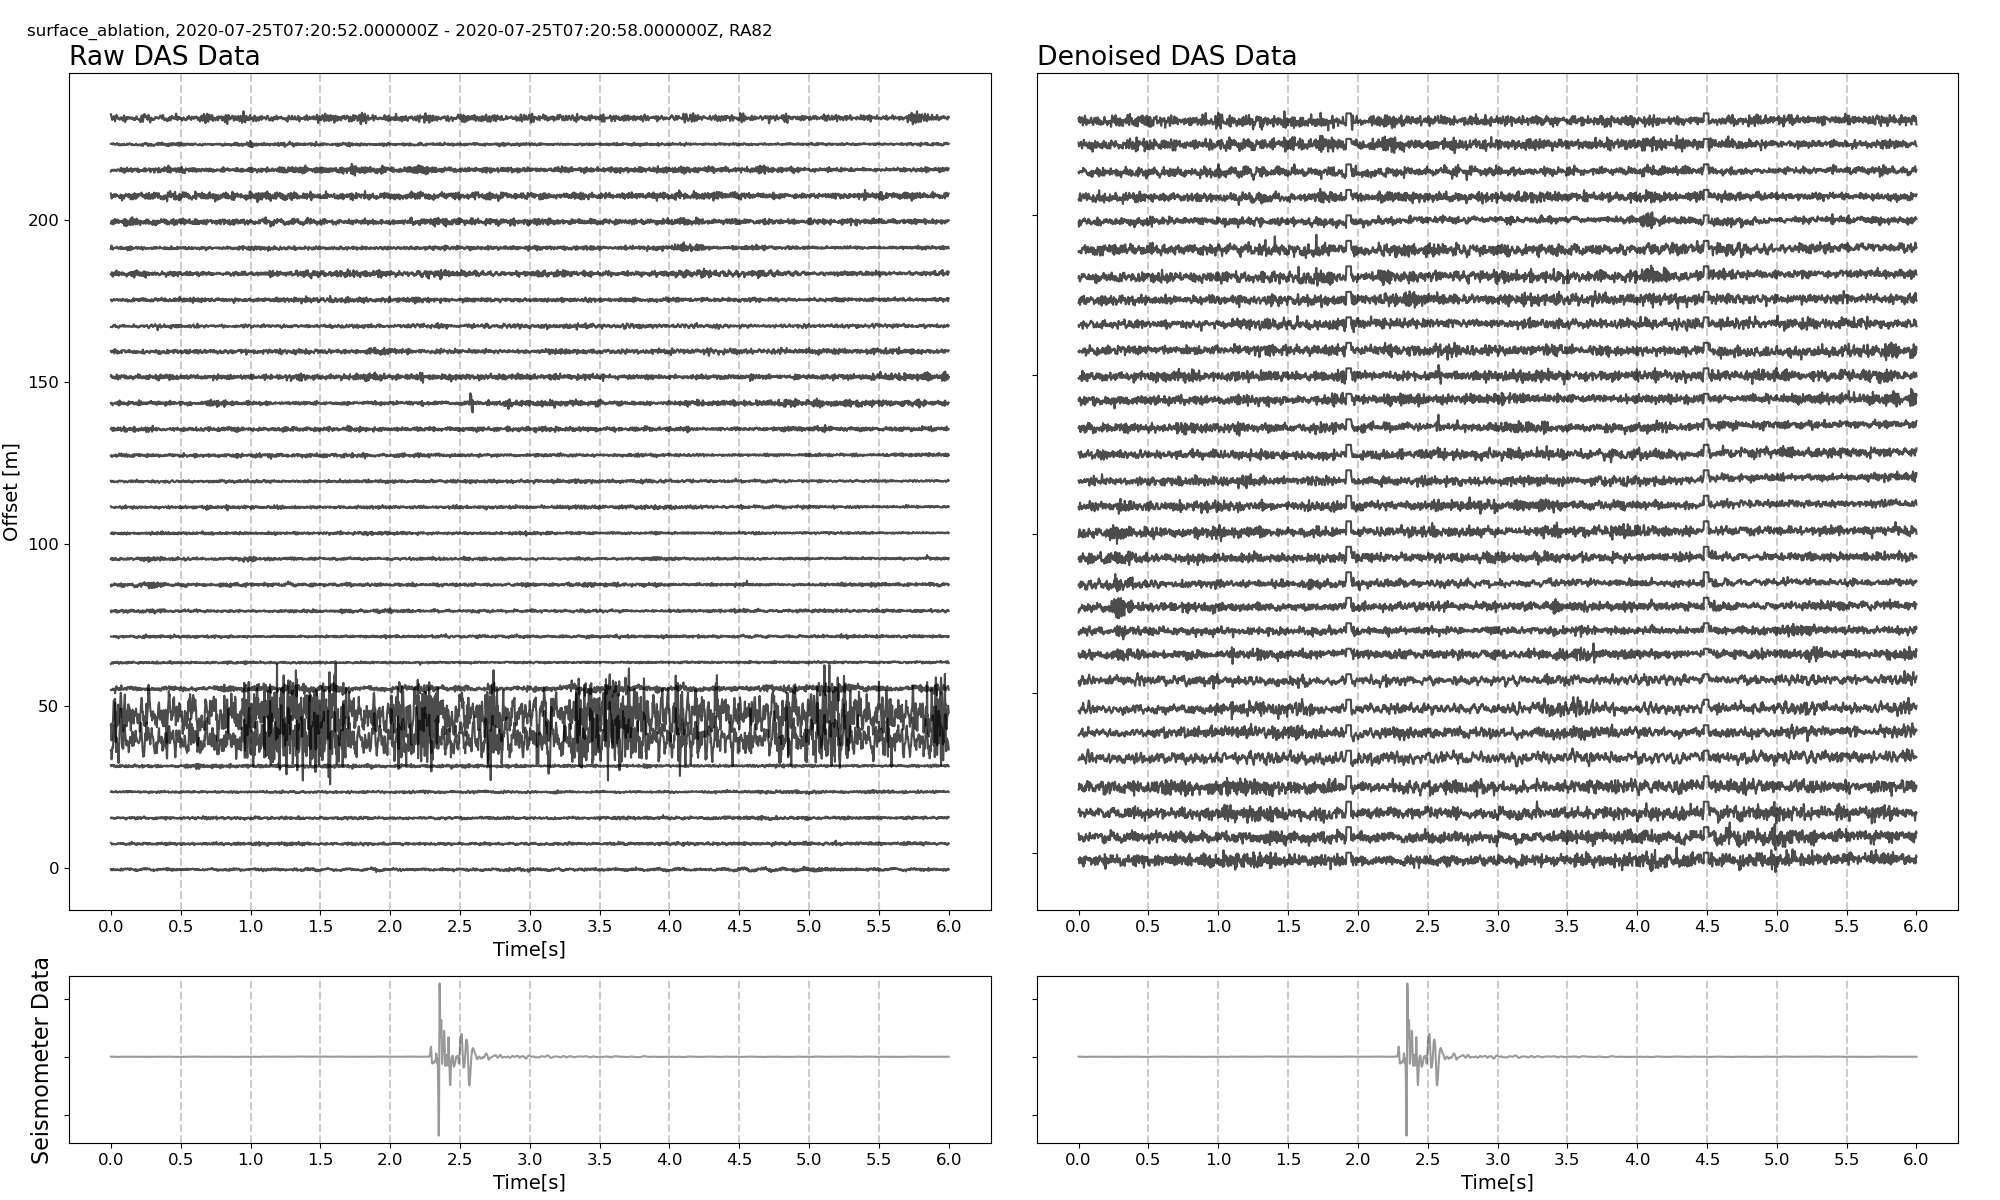 surface_ablation, 2020-07-25T07:20:52.000000Z - 2020-07-25T07:20:58.000000Z, RA82
Raw DAS Data
Denoised DAS Data
Offset [m]
200
150
100
50
0
0.0 0.5 1.0 1.5 2.0 2.5 3.0 3.5 4.0 4.5 5.0 5.5 6.0
0.0 0.5 1.0 1.5 2.0 2.5 3.0 3.5 4.0 4.5 5.0 5.5 6.0
Time[s]
Seismometer Data
0.0 0.5 1.0 1.5 2.0 2.5 3.0 3.5 4.0 4.5 5.0 5.5 6.0
0.0 0.5 1.0 1.5 2.0 2.5 3.0 3.5 4.0 4.5 5.0 5.5 6.0
Time[s]
Time[s]